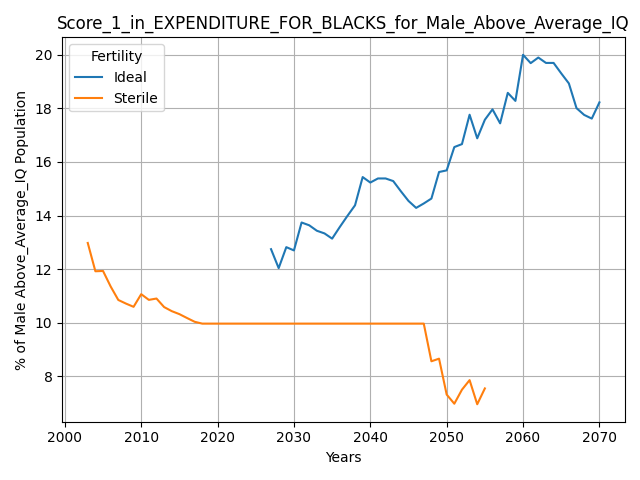 Score_1_in_EXPENDITURE_FOR_BLACKS_for_Male_Above_Average_IQ
Fertility
Ideal
Sterile
% of Male Above_Average_IQ Population
20
18
16
14
12
10
8
2000 2010 2020 2030 2040 2050 2060 2070
Years